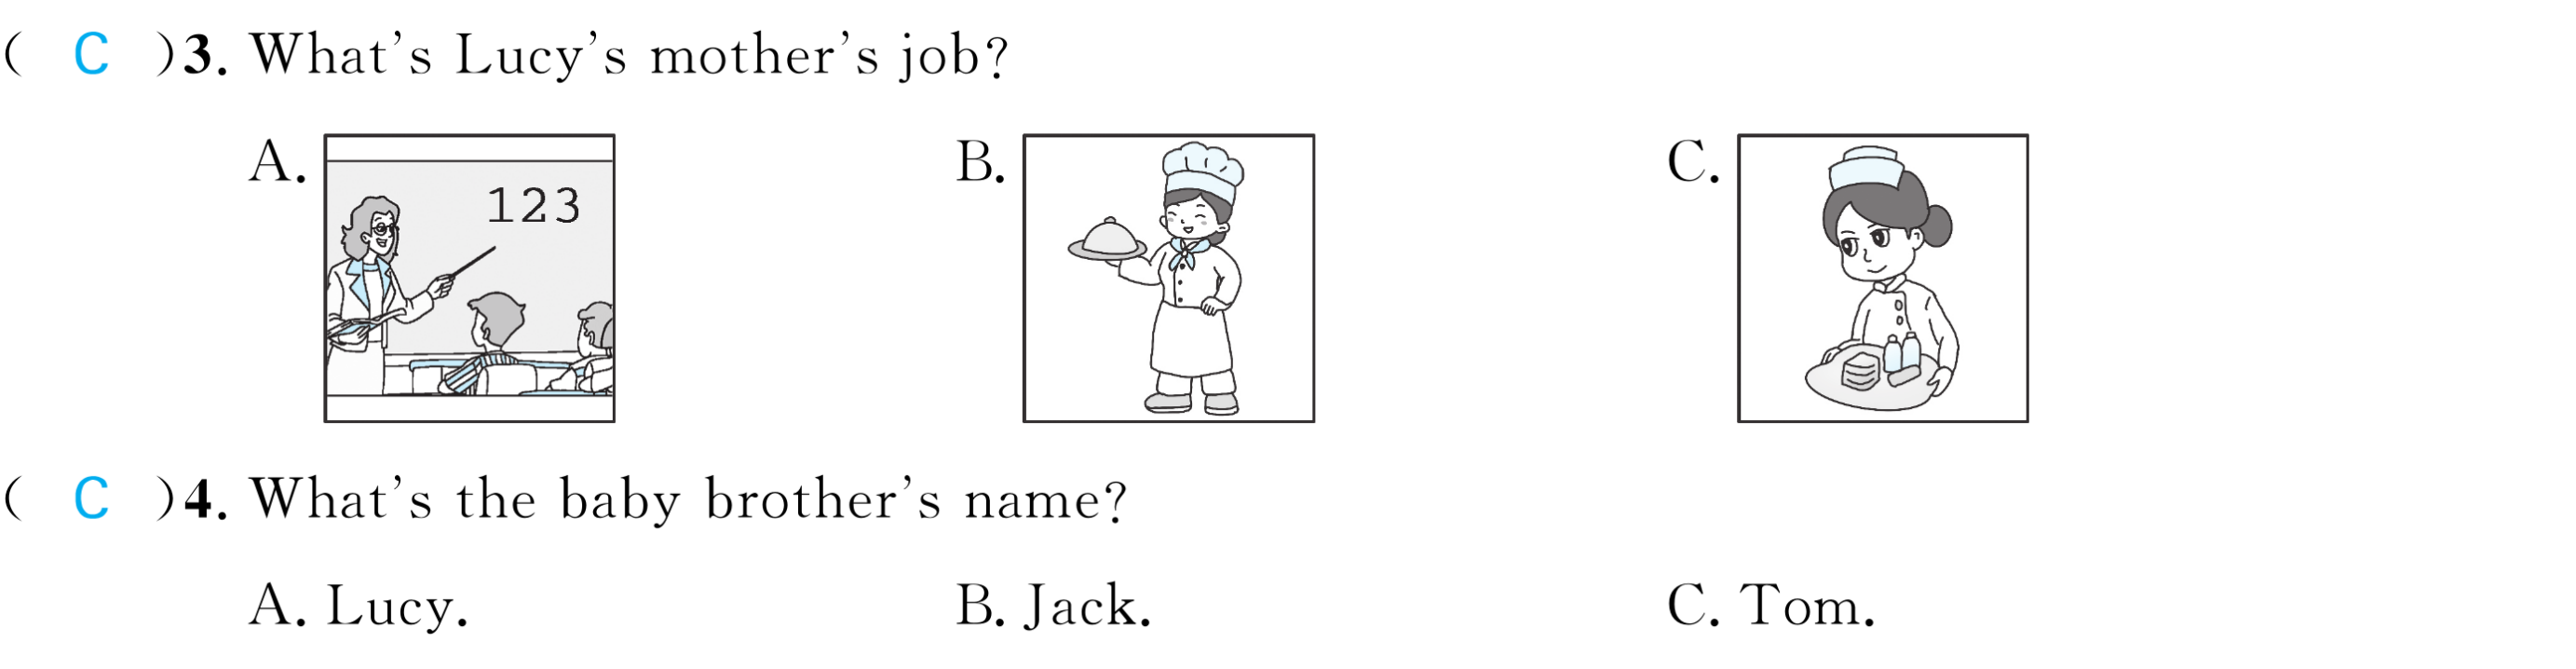 ( C )3. What's Lucy's mother's job?
A. 123 B. C.
( C )4. What's the baby brother's name?
A. Lucy. B. Jack. C. Tom.